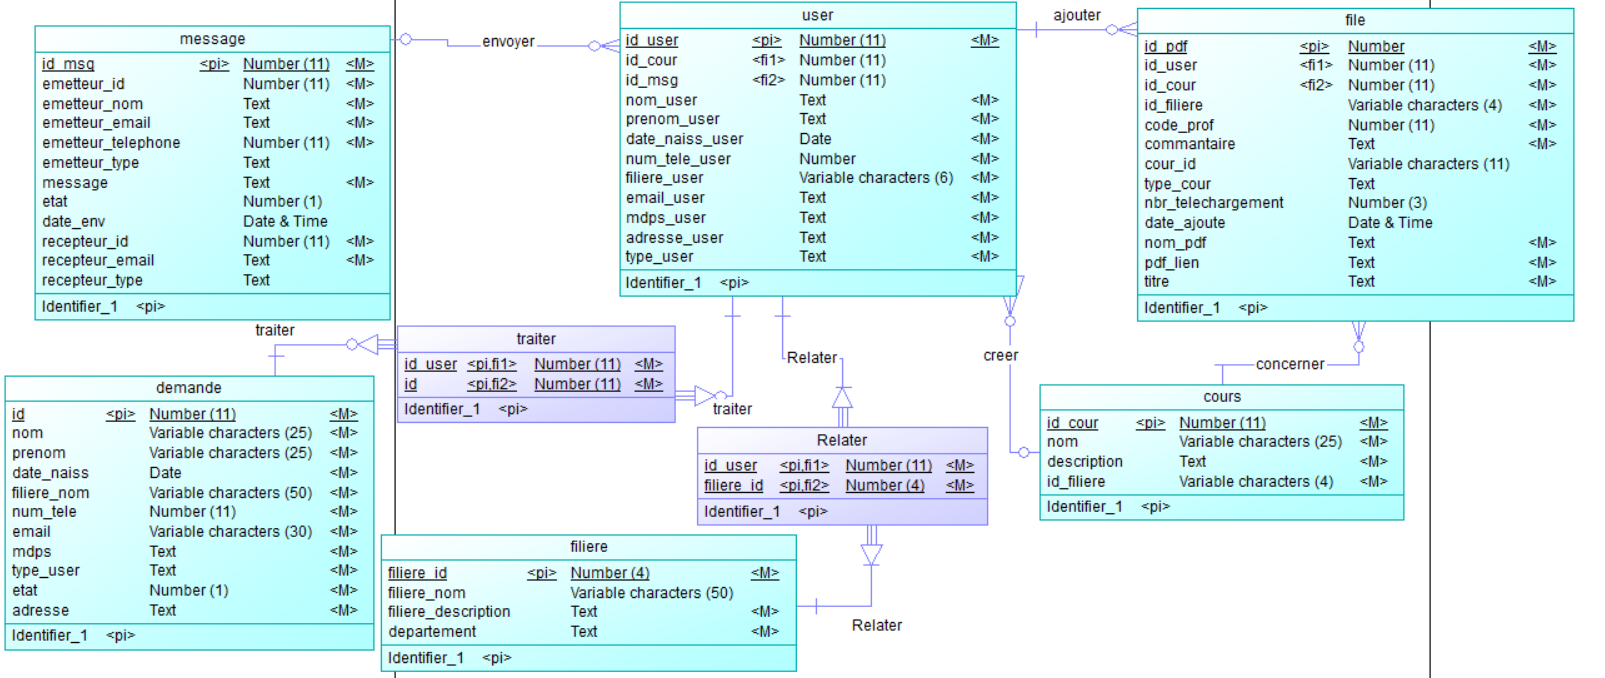 message
id_msg <pi> Number (11) <M>
emetteur_id Number (11) <M>
emetteur_nom Text <M>
emetteur_email Text <M>
emetteur_telephone Number (11) <M>
emetteur_type Text
message Text <M>
etat Number (1)
date_env Date & Time
recepteur_id Number (11) <M>
recepteur_email Text <M>
recepteur_type Text
Identifier_1 <pi>
envoyer
user
id_user <pi> Number (11) <M>
id_cour <fi1> Number (11)
id_msg <fi2> Number (11)
nom_user Text <M>
prenom_user Text <M>
date_naiss_user Date <M>
num_tele_user Number <M>
filiere_user Variable characters (6) <M>
email_user Text <M>
mdps_user Text <M>
adresse_user Text <M>
type_user Text <M>
Identifier_1 <pi>
ajouter
file
id_pdf <pi> Number <M>
id_user <fi1> Number (11) <M>
id_cour <fi2> Number (11) <M>
id_filiere Variable characters (4) <M>
code_prof Number (11) <M>
commantaire Text <M>
cour_id Variable characters (11)
type_cour Text
nbr_telechargement Number (3)
date_ajoute Date & Time
nom_pdf Text <M>
pdf_lien Text <M>
titre Text <M>
Identifier_1 <pi>
traiter
traiter
id_user <pi,fi1> Number (11) <M>
id <pi,fi2> Number (11) <M>
Identifier_1 <pi>
traiter
Relater
creer
concerner
demande
id <pi> Number (11) <M>
nom Variable characters (25) <M>
prenom Variable characters (25) <M>
date_naiss Date <M>
filiere_nom Variable characters (50) <M>
num_tele Number (11) <M>
email Variable characters (30) <M>
mdps Text <M>
type_user Text <M>
etat Number (1) <M>
adresse Text <M>
Identifier_1 <pi>
Relater
id_user <pi,fi1> Number (11) <M>
filiere_id <pi,fi2> Number (4) <M>
Identifier_1 <pi>
cours
id_cour <pi> Number (11) <M>
nom Variable characters (25) <M>
description Text <M>
id_filiere Variable characters (4) <M>
Identifier_1 <pi>
filiere
filiere_id <pi> Number (4) <M>
filiere_nom Variable characters (50)
filiere_description Text <M>
departement Text <M>
Identifier_1 <pi>
Relater